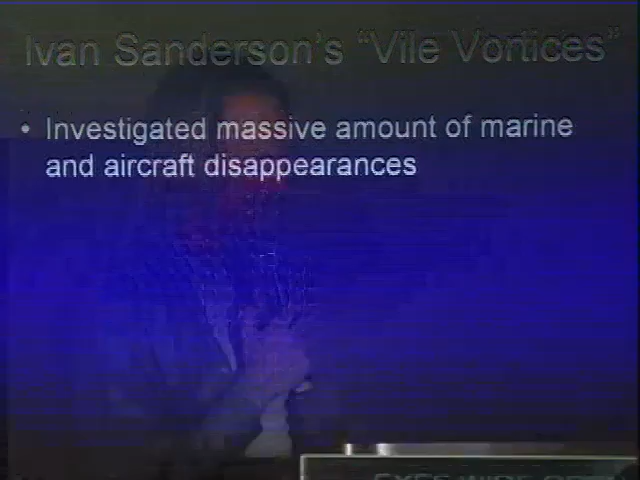 Ivan Sanderson's "Vile Vortices"
• Investigated massive amount of marine
and aircraft disappearances